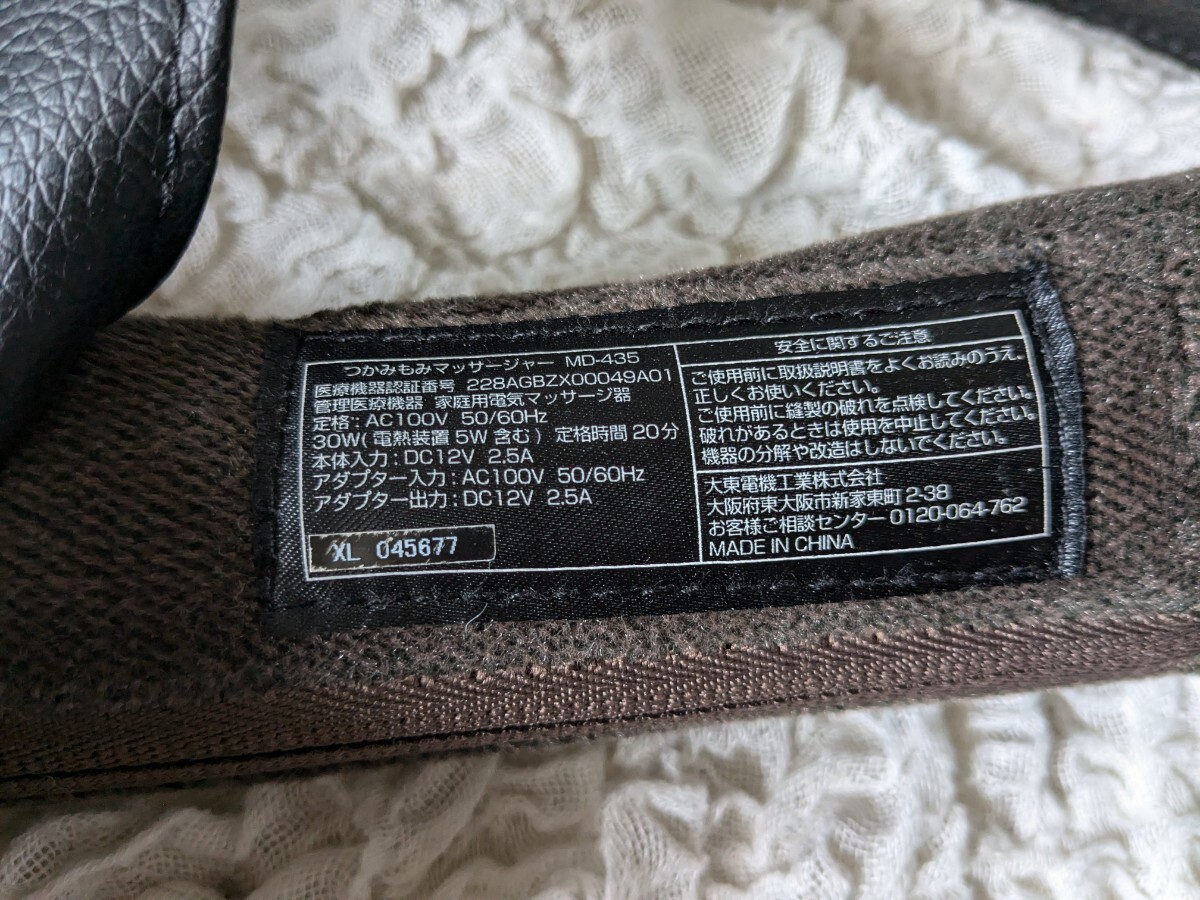 つかみもみマッサージャー MD-435
医療機器認証番号 228AGBZX00049A01
管理医療機器 家庭用電気マッサージ器
定格: AC100V 50/60Hz
30W(電熱装置5W含む) 定格時間20分
本体入力:DC12V 2.5A
アダプター入力:AC100V 50/60Hz
アダプター出力:DC12V 2.5A
XL 045677
安全に関するご注意
ご使用前に取扱説明書をよくお読みのうえ、
正しくお使いください。
ご使用前に縫製の破れを点検してください。
破れがあるときは使用を中止してください。
機器の分解や改造はしないでください。
大東電機工業株式会社
大阪府東大阪市新家東町2-38
お客様ご相談センター 0120-064-762
MADE IN CHINA